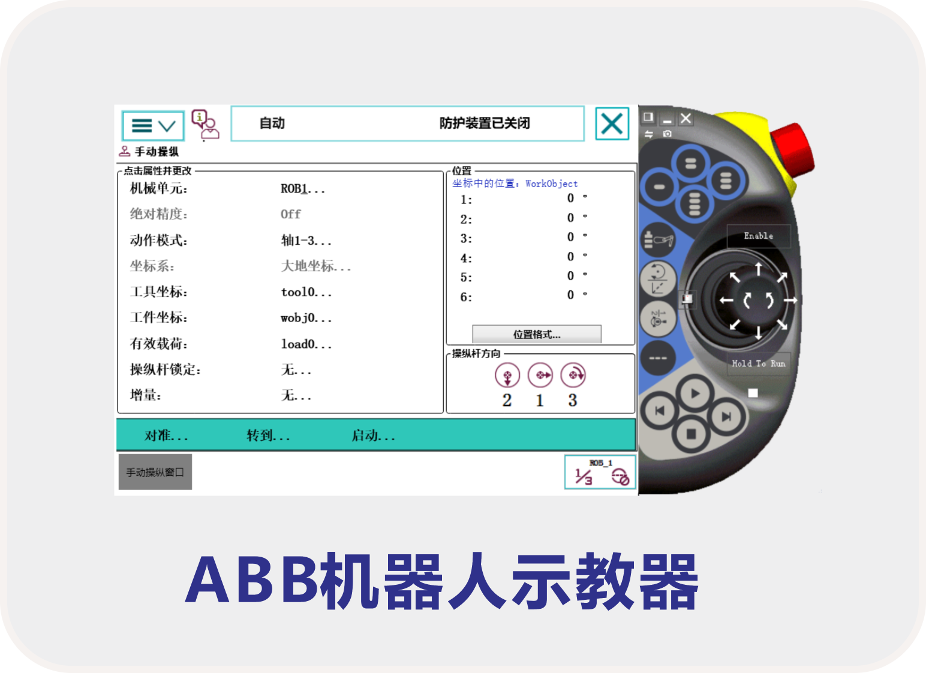 自动 防护装置已关闭
手动操纵
点击属性并更改
机械单元: ROB1...
绝对精度: Off
动作模式: 轴1-3...
坐标系: 大地坐标...
工具坐标: tool0...
工件坐标: wobj0...
有效载荷: load0...
操纵杆锁定: 无...
增量: 无...
位置
坐标中的位置: WorkObject
1: 0 °
2: 0 °
3: 0 °
4: 0 °
5: 0 °
6: 0 °
位置格式...
操纵杆方向
2 1 3
对准... 转到... 启动...
手动操纵窗口
ROB_1
1/3
Enable
Hold To Run
ABB机器人示教器